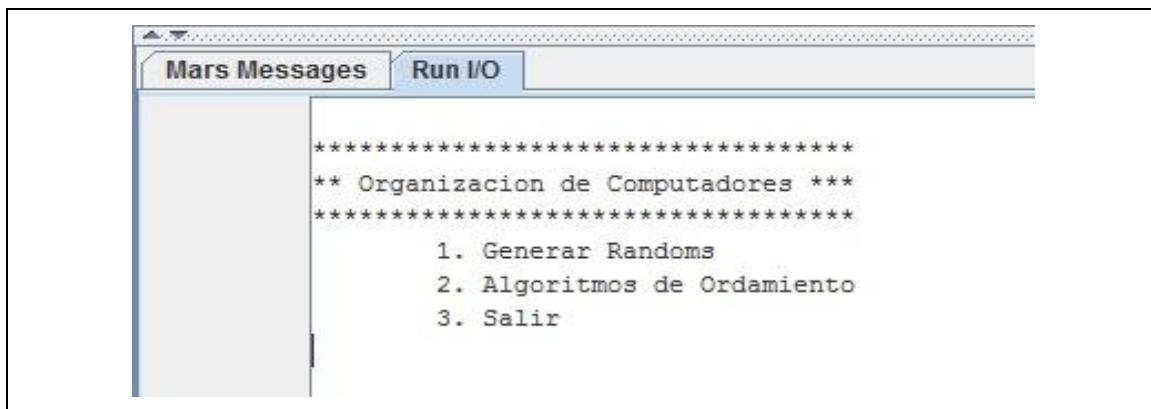 Mars Messages Run I/O
***********************************
** Organizacion de Computadores ***
***********************************
1. Generar Randoms
2. Algoritmos de Ordamiento
3. Salir